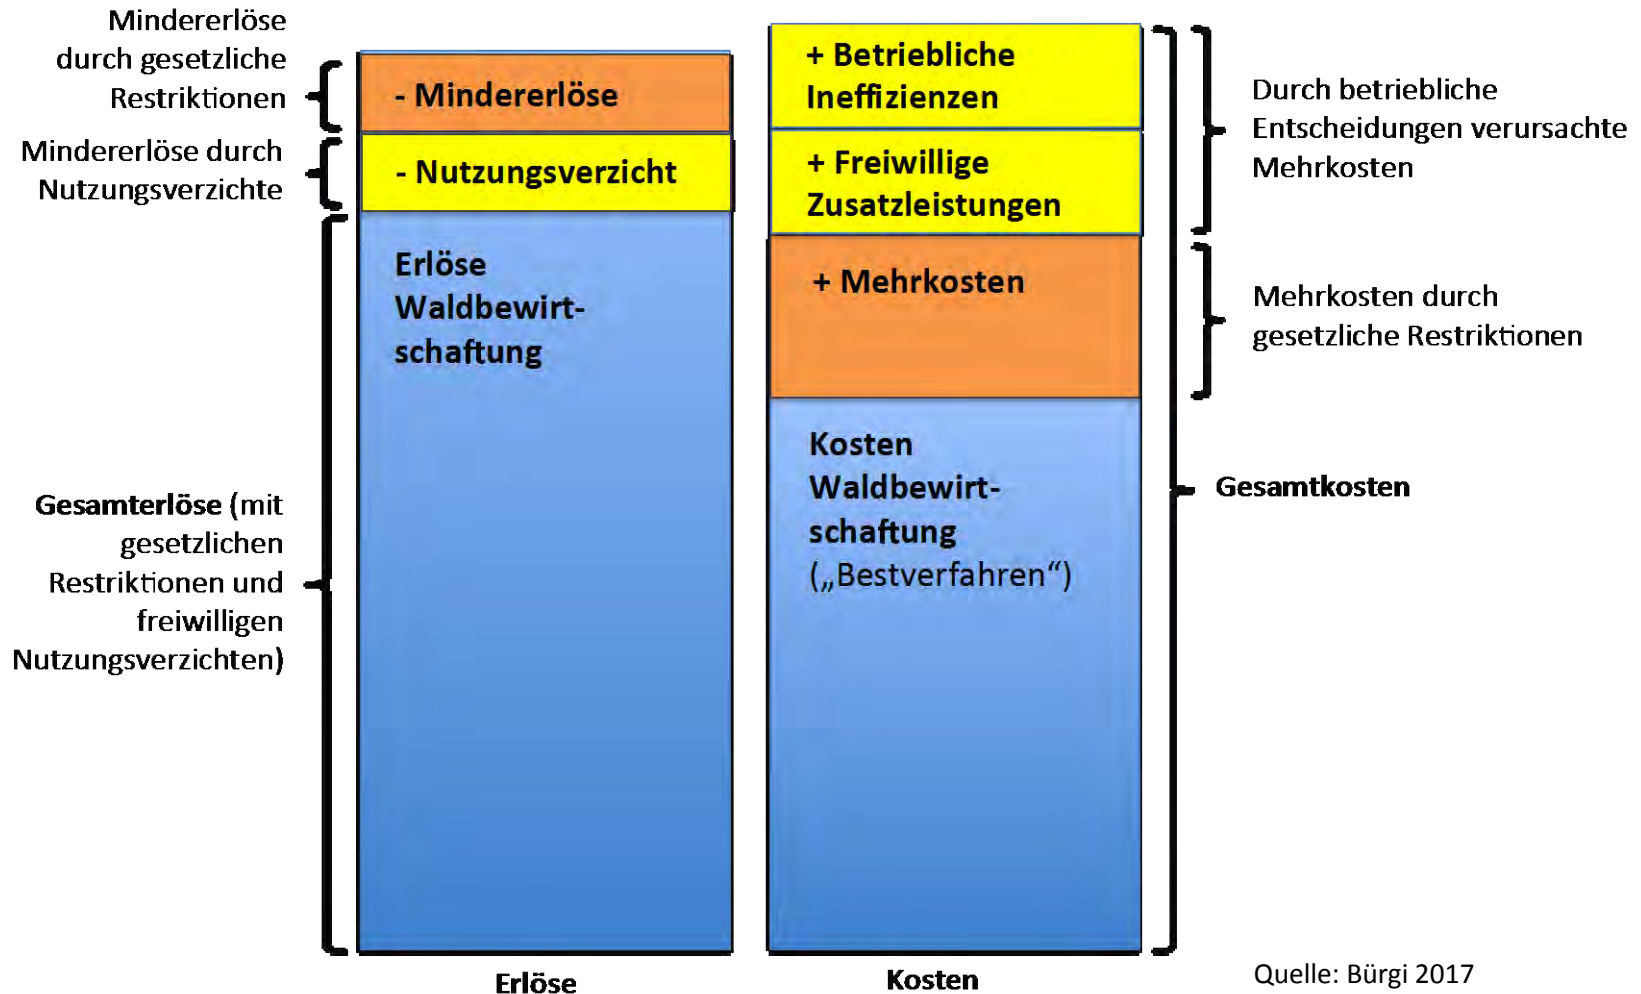 Mindererlöse
durch gesetzliche
Restriktionen
Mindererlöse durch
Nutzungsverzichte
Gesamterlöse (mit
gesetzlichen
Restriktionen und
freiwilligen
Nutzungsverzichten)
- Mindererlöse
- Nutzungsverzicht
Erlöse
Waldbewirt-
schaftung
Erlöse
+ Betriebliche
Ineffizienzen
+ Freiwillige
Zusatzleistungen
+ Mehrkosten
Kosten
Waldbewirt-
schaftung
(„Bestverfahren“)
Kosten
Durch betriebliche
Entscheidungen verursachte
Mehrkosten
Mehrkosten durch
gesetzliche Restriktionen
Gesamtkosten
Quelle: Bürgi 2017